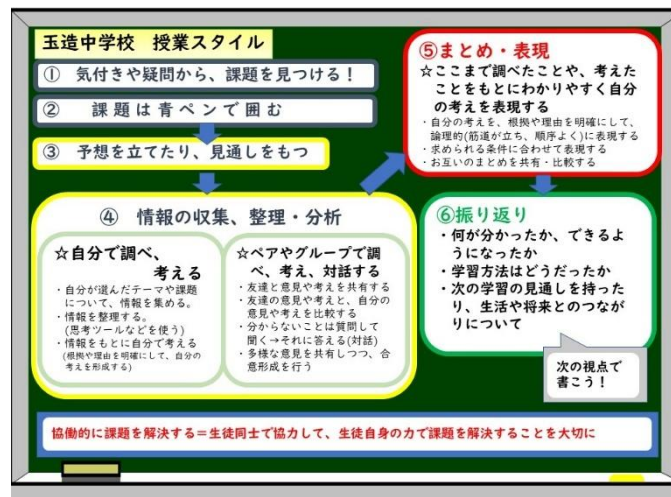 玉造中学校 授業スタイル
① 気付きや疑問から、課題を見つける！
② 課題は青ペンで囲む
③ 予想を立てたり、見通しをもつ
④ 情報の収集、整理・分析
☆自分で調べ、
考える
・自分が選んだテーマや課題
について、情報を集める。
・情報を整理する。
(思考ツールなどを使う)
・情報をもとに自分で考える
(根拠や理由を明確にして、自分の
考えを形成する)
☆ペアやグループで調
べ、考え、対話する
・友達と意見や考えを共有する
・友達の意見や考えと、自分の
意見や考えを比較する
・分からないことは質問して
聞く→それに答える(対話)
・多様な意見を共有しつつ、合
意形成を行う
⑤まとめ・表現
☆ここまで調べたことや、考えた
ことをもとにわかりやすく自分
の考えを表現する
・自分の考えを、根拠や理由を明確にして、
論理的(筋道が立ち、順序よく)に表現する
・求められる条件に合わせて表現する
・お互いのまとめを共有・比較する
⑥振り返り
・何が分かったか、できるよ
うになったか
・学習方法はどうだったか
・次の学習の見通しを持った
り、生活や将来とのつなが
りについて
次の視点で
書こう！
協働的に課題を解決する＝生徒同士で協力して、生徒自身の力で課題を解決することを大切に